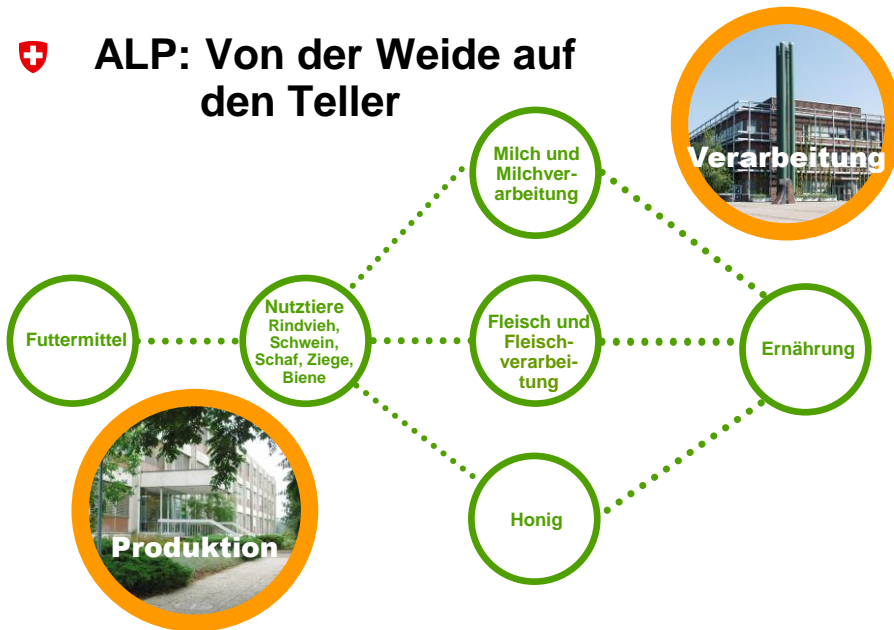 ALP: Von der Weide auf
den Teller
Verarbeitung
Milch und
Milchver-
arbeitung
Futtermittel
Nutztiere
Rindvieh,
Schwein,
Schaf, Ziege,
Biene
Fleisch und
Fleisch-
verarbei-
tung
Ernährung
Honig
Produktion